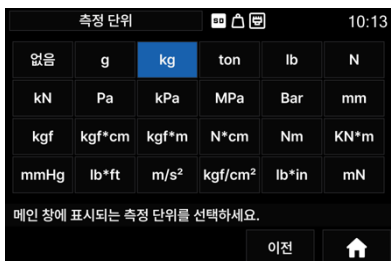 측정 단위 SD 10:13
없음 g kg ton lb N
kN Pa kPa MPa Bar mm
kgf kgf*cm kgf*m N*cm Nm KN*m
mmHg lb*ft m/s² kgf/cm² lb*in mN
메인 창에 표시되는 측정 단위를 선택하세요.
이전